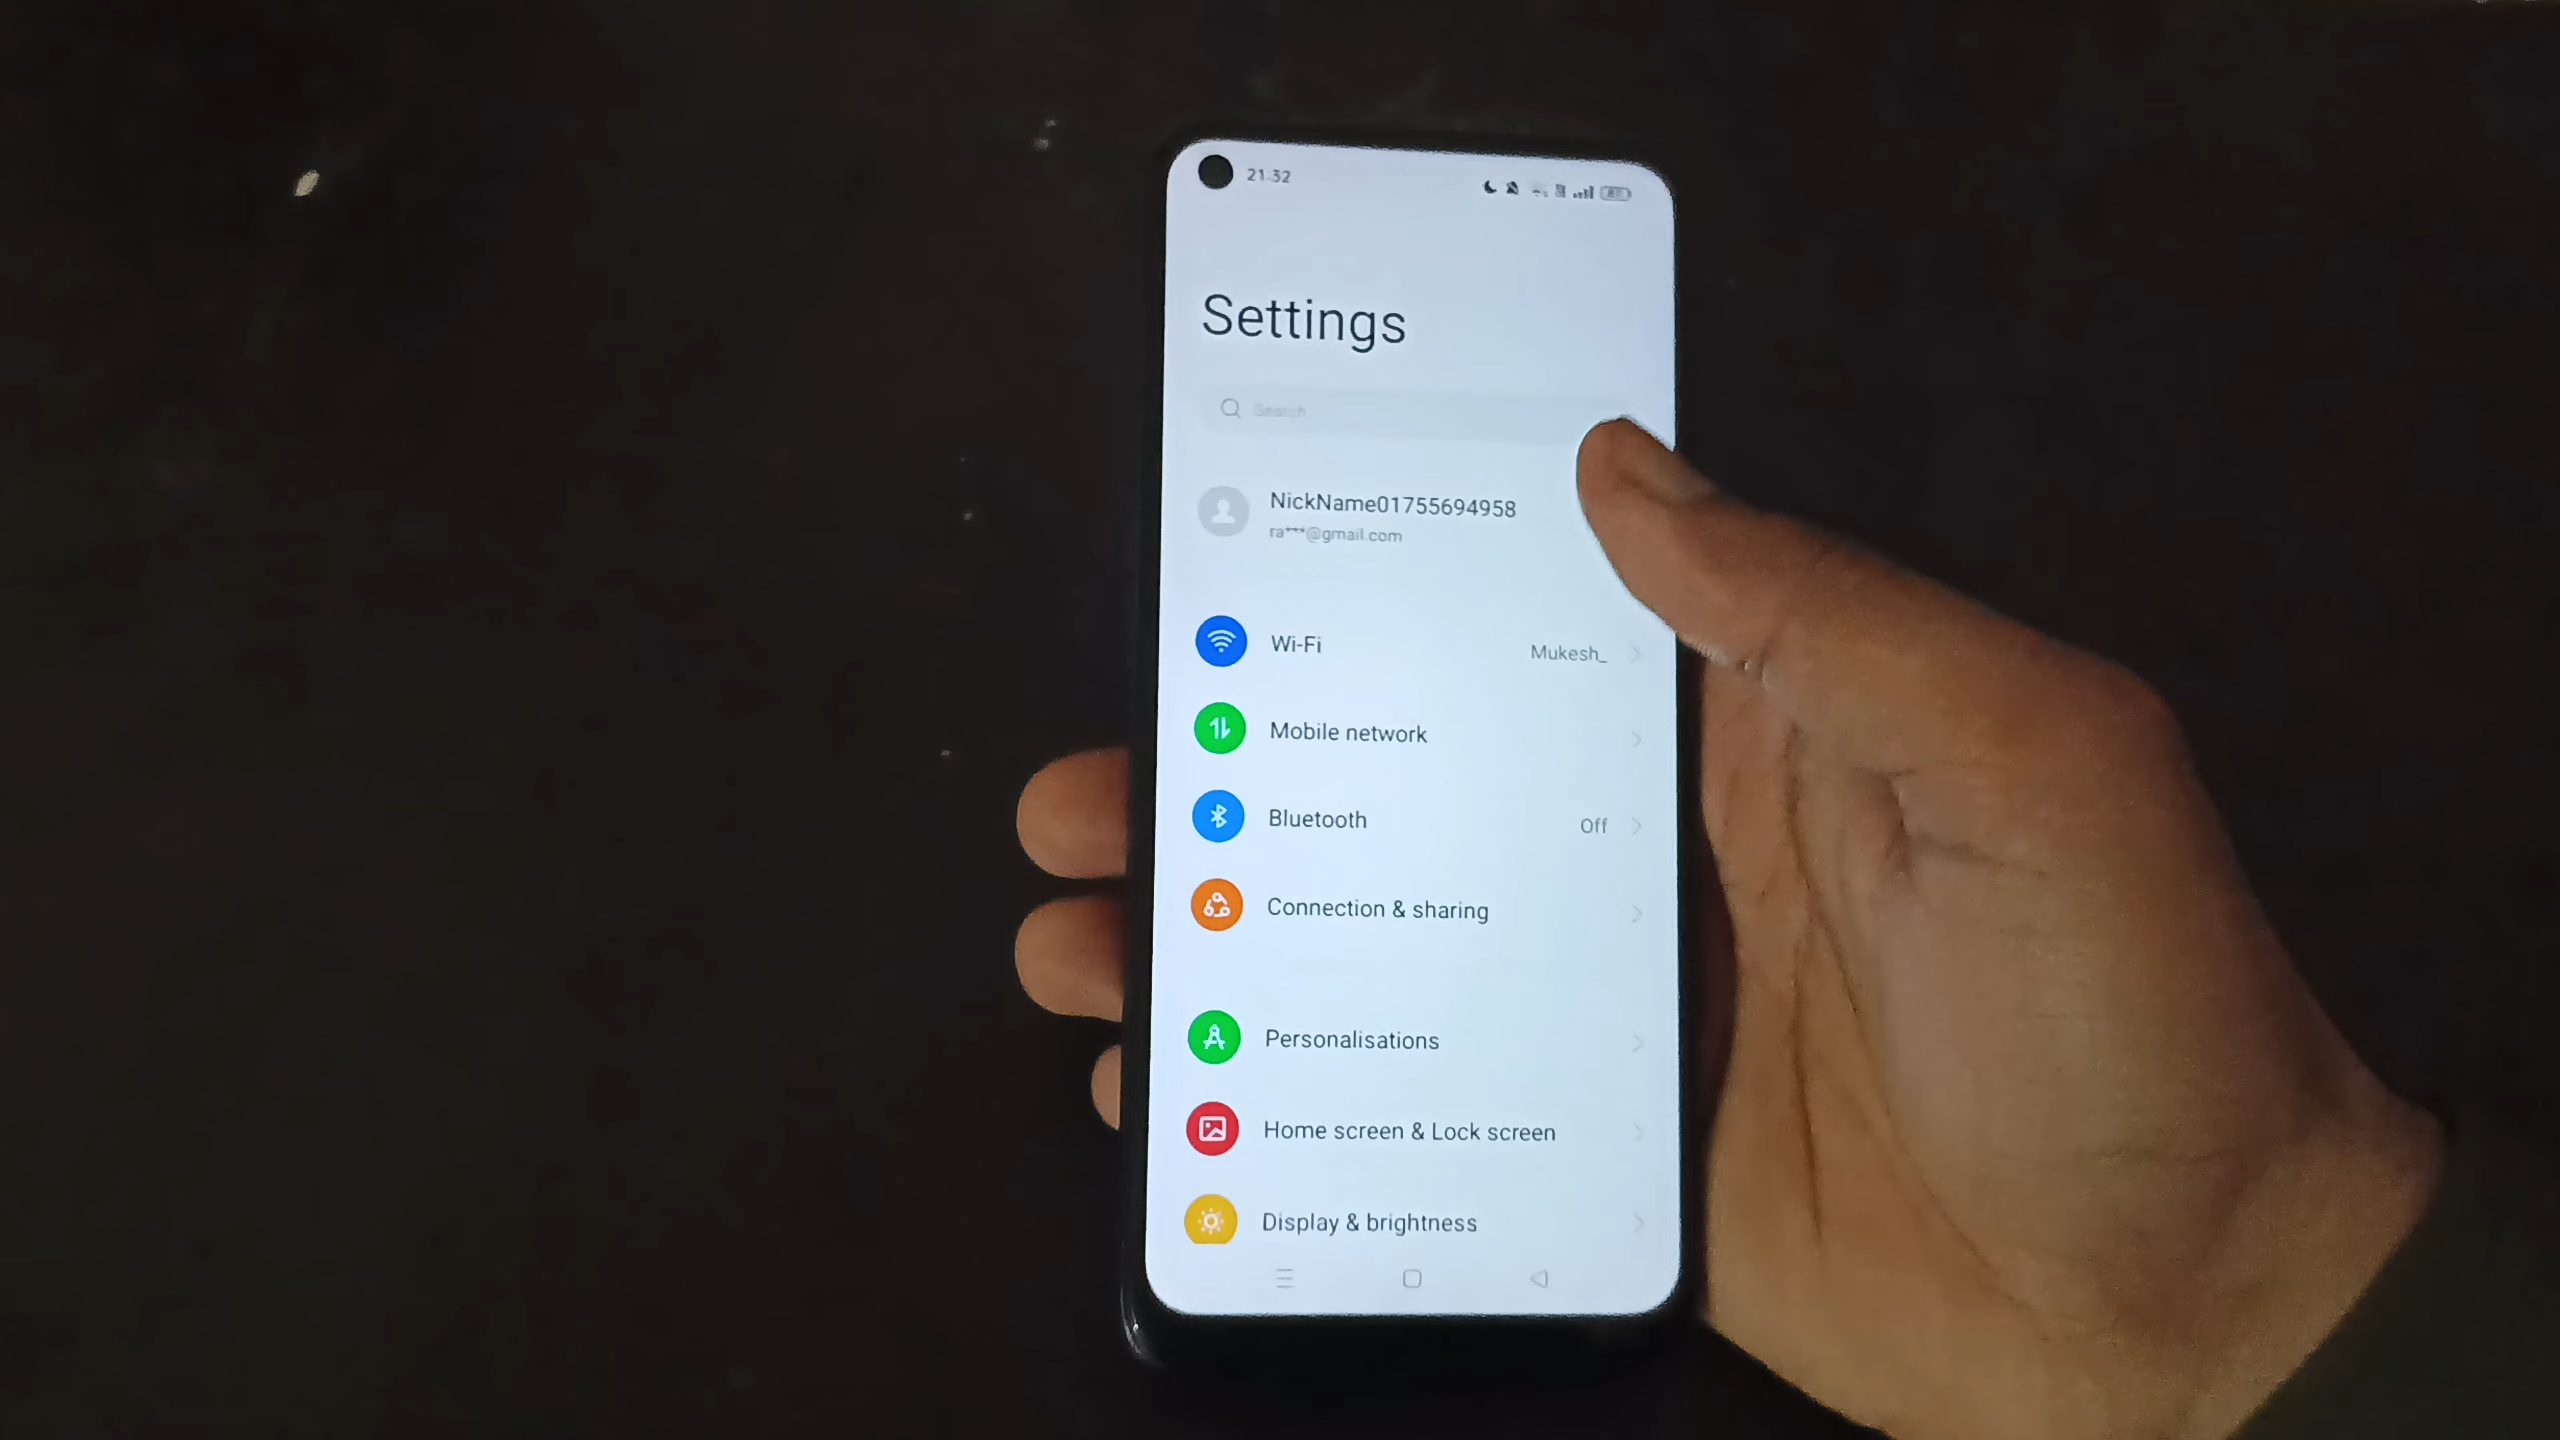 21:32
Settings
Search
NickName01755694958
ra***@gmail.com
Wi-Fi Mukesh_
Mobile network
Bluetooth Off
Connection & sharing
Personalisations
Home screen & Lock screen
Display & brightness